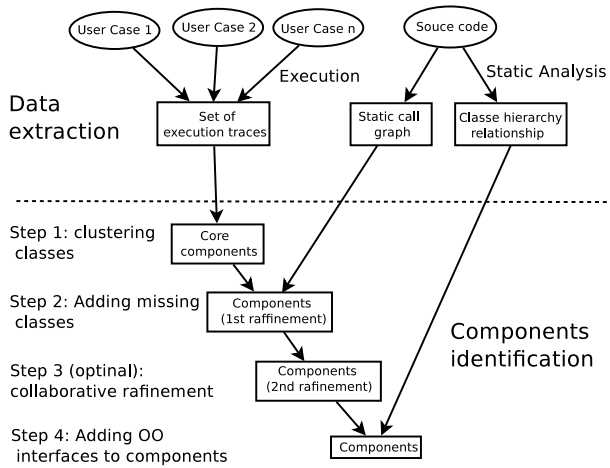 User Case 1
User Case 2
User Case n
Souce code
Execution
Static Analysis
Data
extraction
Set of
execution traces
Static call
graph
Classe hierarchy
relationship
Step 1: clustering
classes
Core
components
Step 2: Adding missing
classes
Components
(1st raffinement)
Components
identification
Step 3 (optinal):
collaborative rafinement
Components
(2nd rafinement)
Step 4: Adding OO
interfaces to components
Components